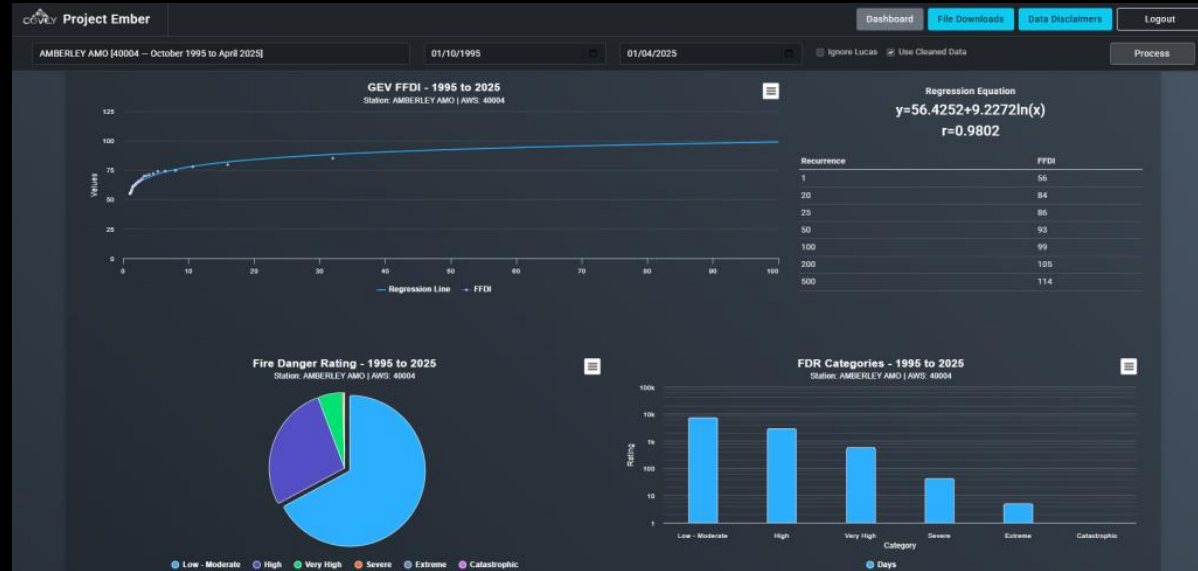 COVEY Project Ember
Dashboard
File Downloads
Data Disclaimers
Logout
AMBERLEY AMO [40004 — October 1995 to April 2025]
01/10/1995
01/04/2025
Ignore Lucas
Use Cleaned Data
Process
GEV FFDI - 1995 to 2025
Station: AMBERLEY AMO | AWS: 40004
Values
125
100
75
50
25
0
0 10 20 30 40 50 60 70 80 90 100
Regression Line FFDI
Regression Equation
y=56.4252+9.2272ln(x)
r=0.9802
Recurrence FFDI
1 56
20 84
25 86
50 93
100 99
200 105
500 114
Fire Danger Rating - 1995 to 2025
Station: AMBERLEY AMO | AWS: 40004
Low - Moderate High Very High Severe Extreme Catastrophic
FDR Categories - 1995 to 2025
Station: AMBERLEY AMO | AWS: 40004
Rating
100k
10k
1k
100
10
1
Low - Moderate High Very High Severe Extreme Catastrophic
Category
Days